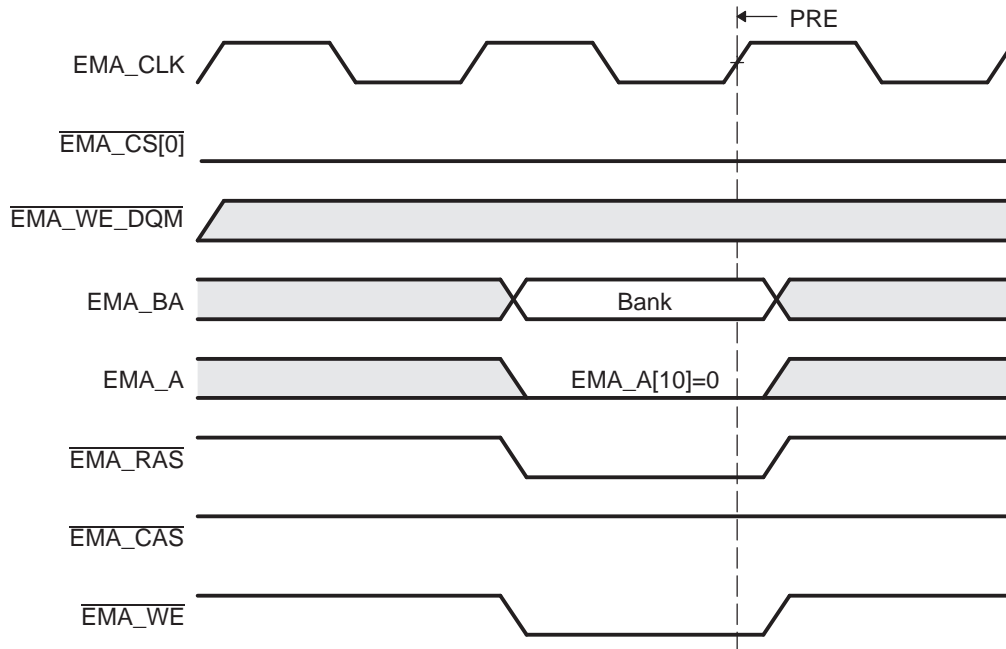 PRE
EMA_CLK
EMA_CS[0]
EMA_WE_DQM
EMA_BA
Bank
EMA_A
EMA_A[10]=0
EMA_RAS
EMA_CAS
EMA_WE